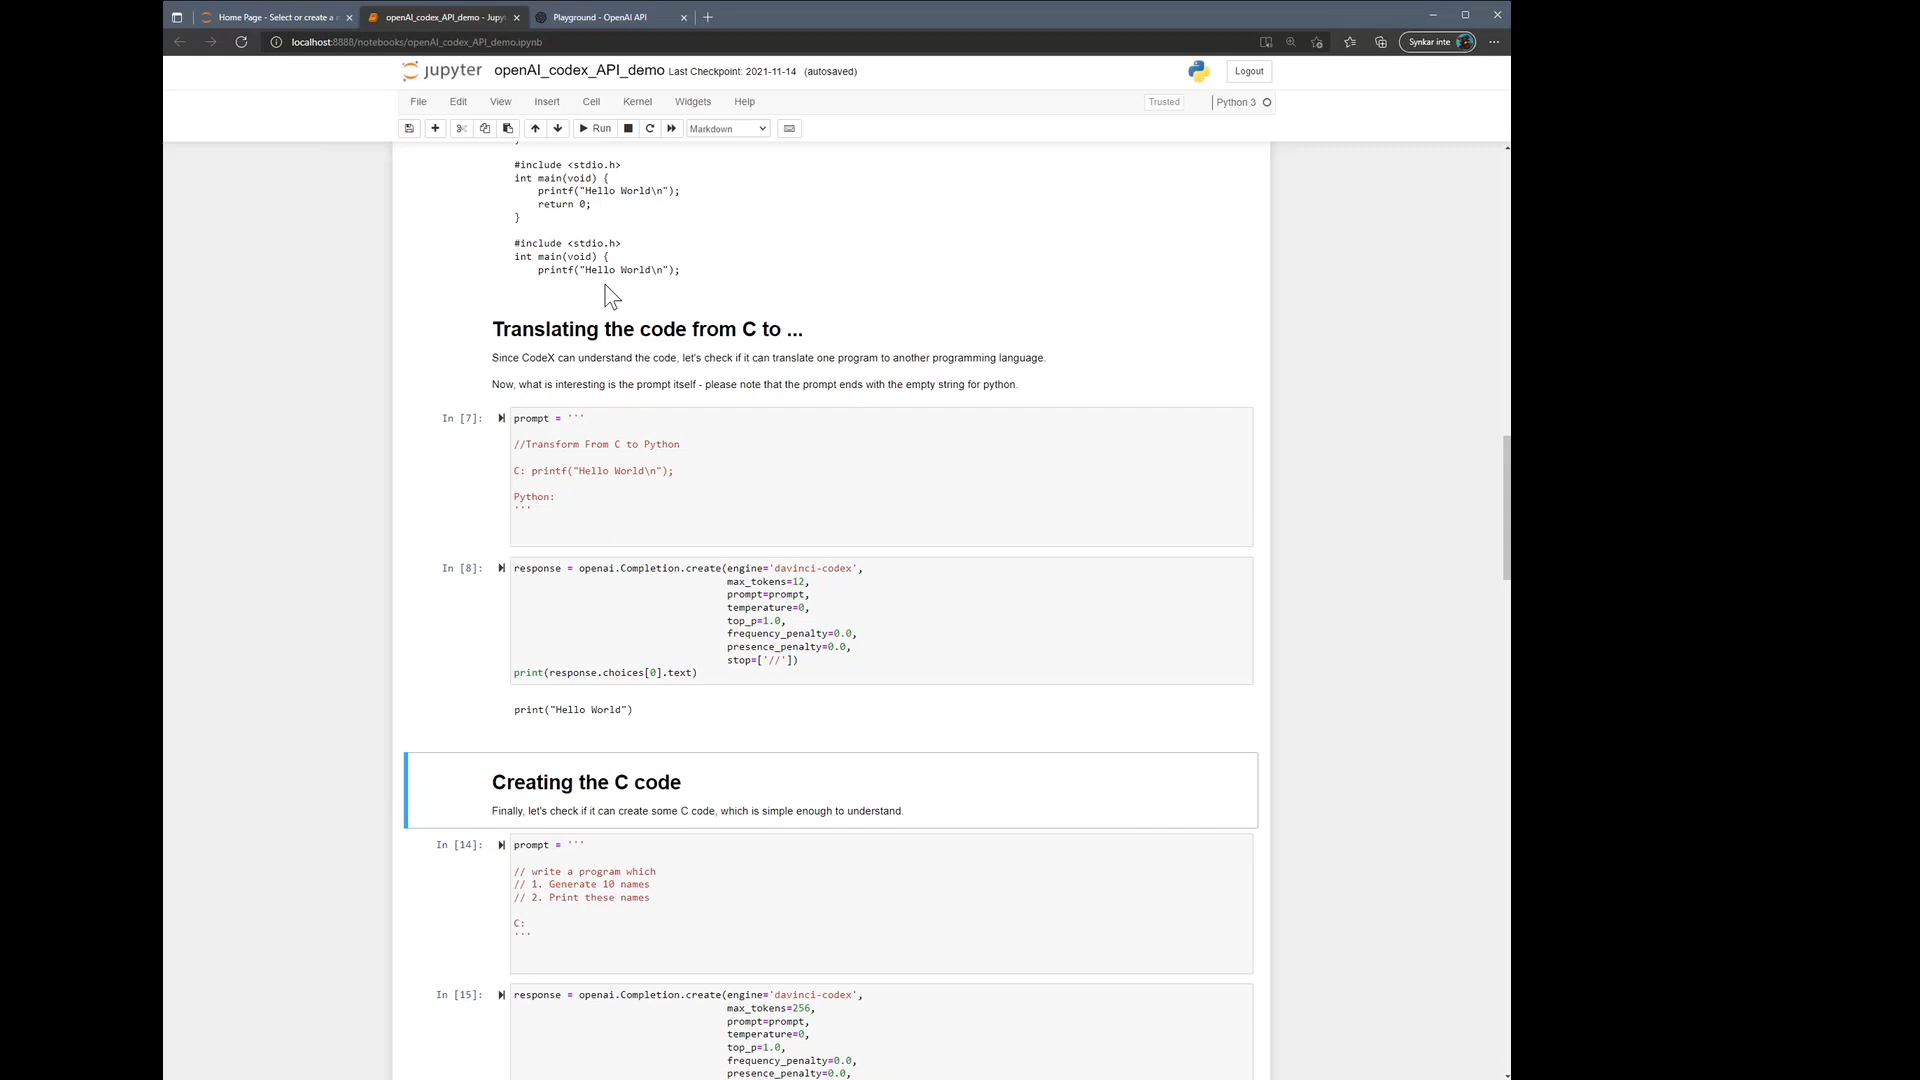 Home Page - Select or create a n
openAI_codex_API_demo - Jupy
Playground - OpenAI API
localhost:8888/notebooks/openAI_codex_API_demo.ipynb
Synkar inte
jupyter openAI_codex_API_demo Last Checkpoint: 2021-11-14 (autosaved)
Logout
File Edit View Insert Cell Kernel Widgets Help
Trusted
Python 3
Run
Markdown
}
#include <stdio.h>
int main(void) {
    printf("Hello World\n");
    return 0;
}
#include <stdio.h>
int main(void) {
    printf("Hello World\n");
Translating the code from C to ...
Since CodeX can understand the code, let's check if it can translate one program to another programming language.
Now, what is interesting is the prompt itself - please note that the prompt ends with the empty string for python.
In [7]: prompt = '''
//Transform From C to Python
C: printf("Hello World\n");
Python:
'''
In [8]: response = openai.Completion.create(engine='davinci-codex',
max_tokens=12,
prompt=prompt,
temperature=0,
top_p=1.0,
frequency_penalty=0.0,
presence_penalty=0.0,
stop=['//'])
print(response.choices[0].text)
print("Hello World")
Creating the C code
Finally, let's check if it can create some C code, which is simple enough to understand.
In [14]: prompt = '''
// write a program which
// 1. Generate 10 names
// 2. Print these names
C:
'''
In [15]: response = openai.Completion.create(engine='davinci-codex',
max_tokens=256,
prompt=prompt,
temperature=0,
top_p=1.0,
frequency_penalty=0.0,
presence_penalty=0.0,